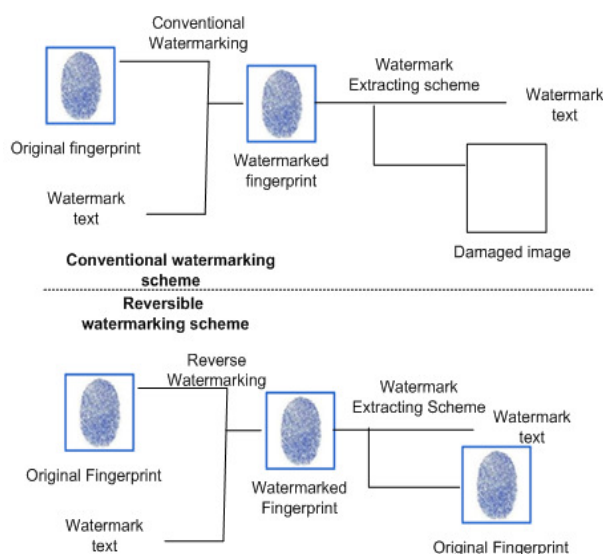 Conventional
Watermarking
Watermark
Extracting scheme
Watermark
text
Original fingerprint
Watermarked
fingerprint
Watermark
text
Damaged image
Conventional watermarking
scheme
Reversible
watermarking scheme
Reverse
Watermarking
Watermark
Extracting Scheme
Watermark
text
Original Fingerprint
Watermarked
Fingerprint
Watermark
text
Original Fingerprint